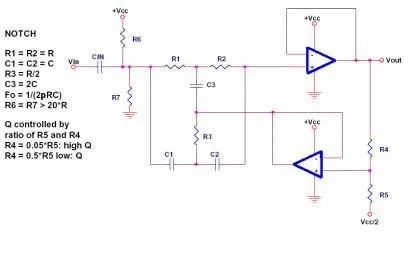 NOTCH
R1 = R2 = R
C1 = C2 = C
R3 = R/2
C3 = 2C
Fo = 1/(2pRC)
R6 = R7 > 20*R
Q controlled by
ratio of R5 and R4
R4 = 0.05*R5: high Q
R4 = 0.5*R5 low: Q
+Vcc
R6
CIN
Vin
R7
R1
R2
C3
R3
C1
C2
+Vcc
Vout
+Vcc
R4
R5
Vcc/2